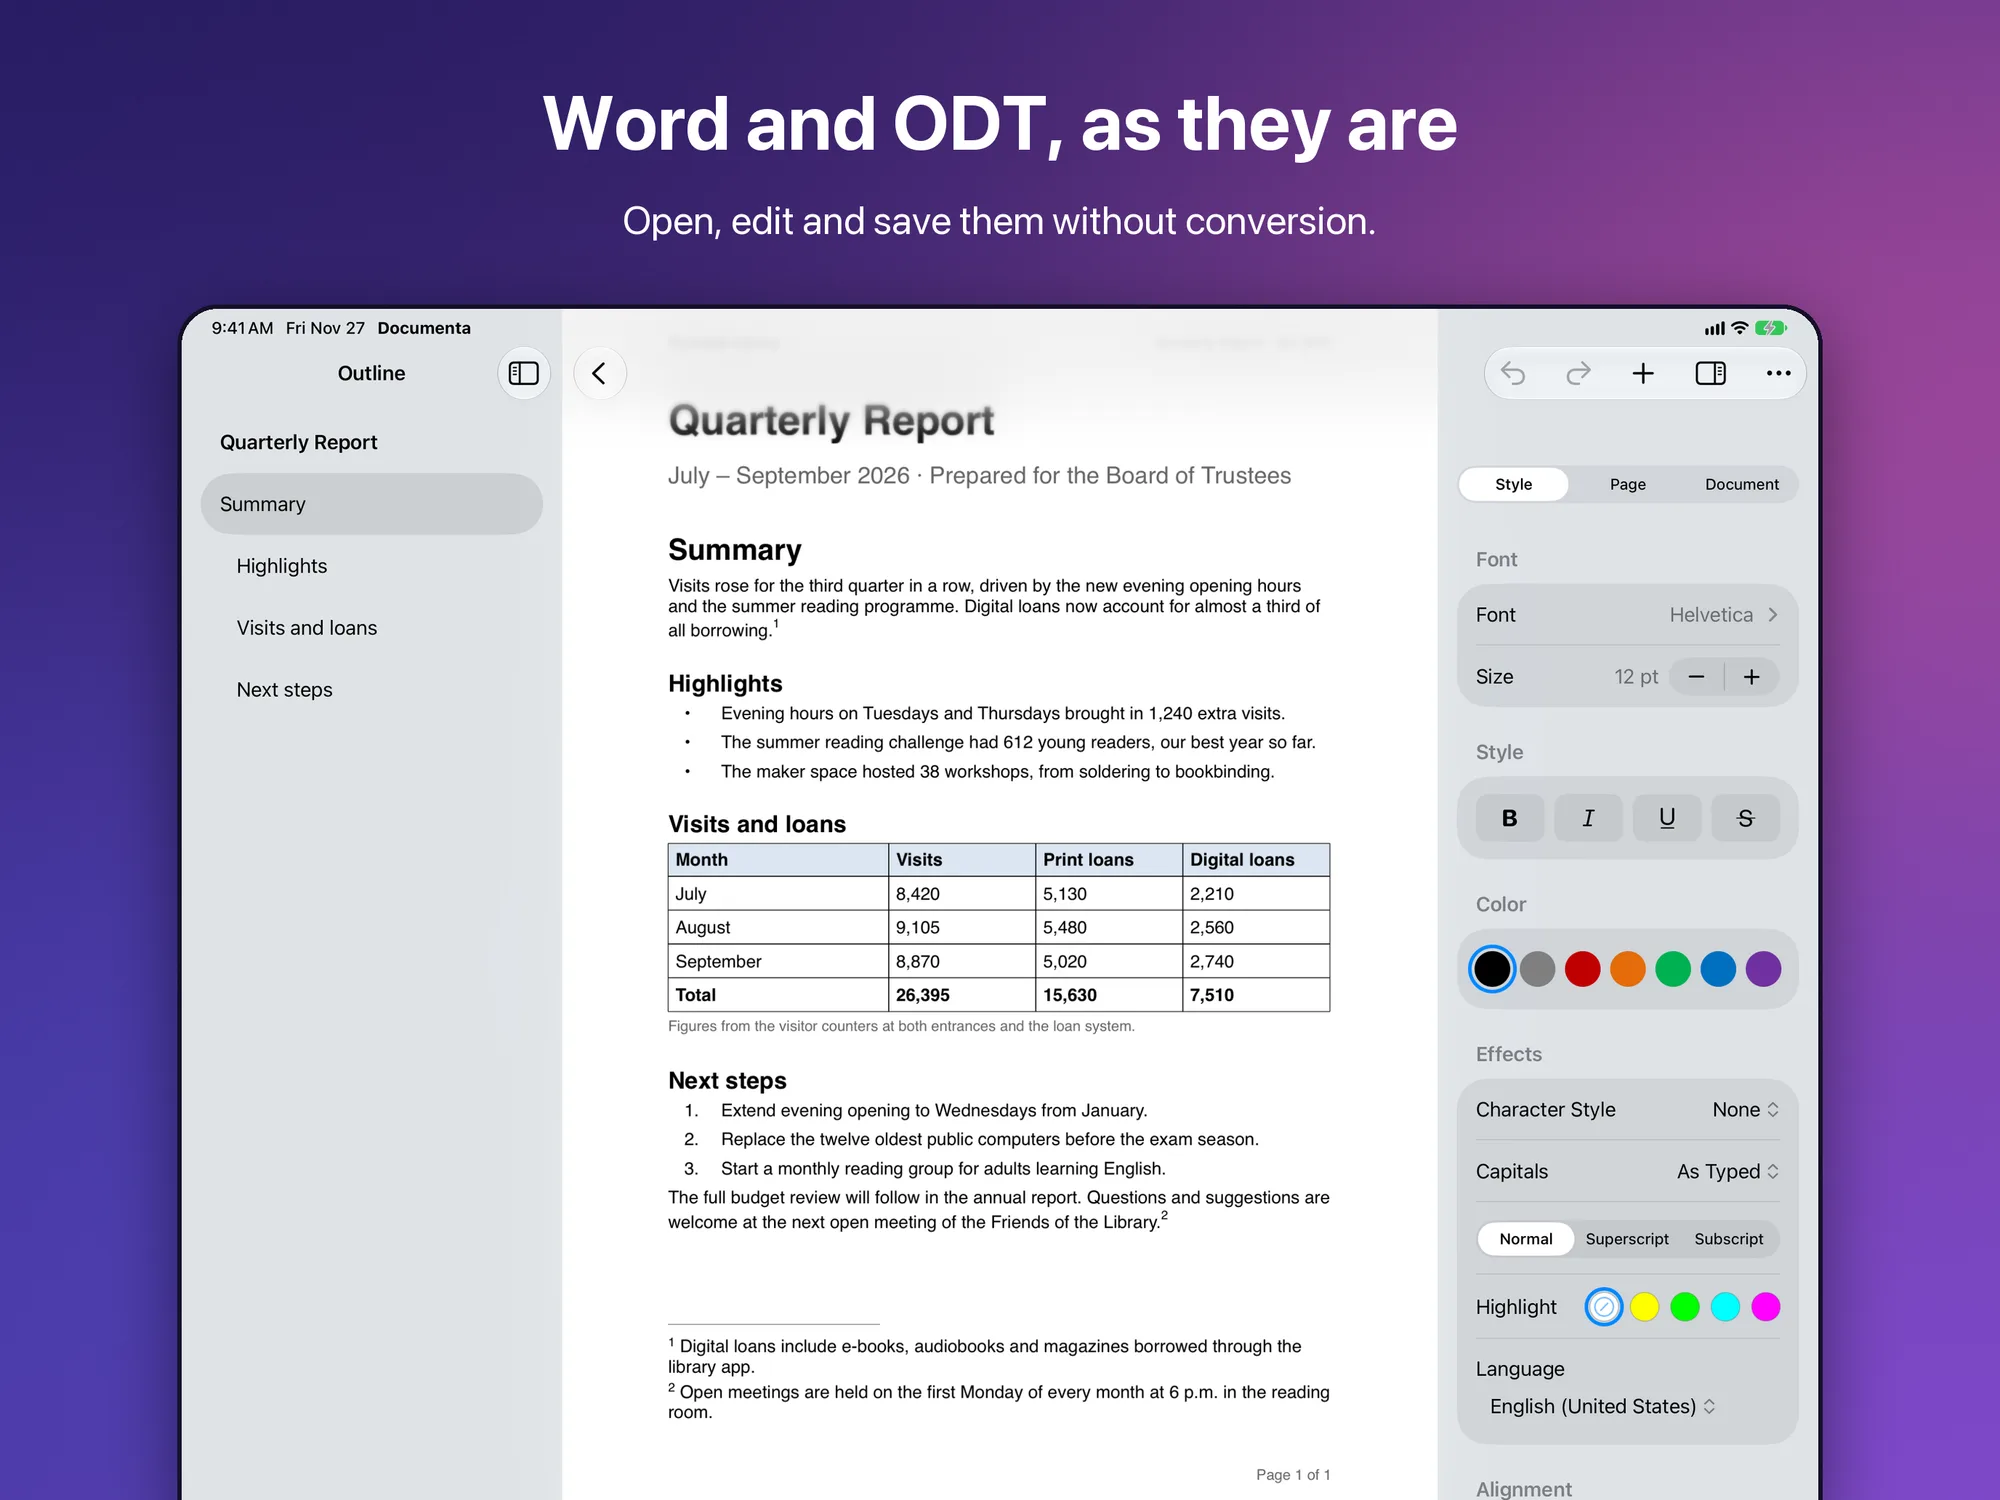 Word and ODT, as they are
Open, edit and save them without conversion.
9:41 AM Fri Nov 27 Documenta
Outline
Quarterly Report
Summary
Highlights
Visits and loans
Next steps
Quarterly Report
July – September 2026 · Prepared for the Board of Trustees
Summary
Visits rose for the third quarter in a row, driven by the new evening opening hours
and the summer reading programme. Digital loans now account for almost a third of
all borrowing.1
Highlights
• Evening hours on Tuesdays and Thursdays brought in 1,240 extra visits.
• The summer reading challenge had 612 young readers, our best year so far.
• The maker space hosted 38 workshops, from soldering to bookbinding.
Visits and loans
Month Visits Print loans Digital loans
July 8,420 5,130 2,210
August 9,105 5,480 2,560
September 8,870 5,020 2,740
Total 26,395 15,630 7,510
Figures from the visitor counters at both entrances and the loan system.
Next steps
1. Extend evening opening to Wednesdays from January.
2. Replace the twelve oldest public computers before the exam season.
3. Start a monthly reading group for adults learning English.
The full budget review will follow in the annual report. Questions and suggestions are
welcome at the next open meeting of the Friends of the Library.2
1 Digital loans include e-books, audiobooks and magazines borrowed through the
library app.
2 Open meetings are held on the first Monday of every month at 6 p.m. in the reading
room.
Page 1 of 1
Style Page Document
Font
Font Helvetica
Size 12 pt − +
Style
B I U S
Color
Effects
Character Style None
Capitals As Typed
Normal Superscript Subscript
Highlight
Language
English (United States)
Alignment